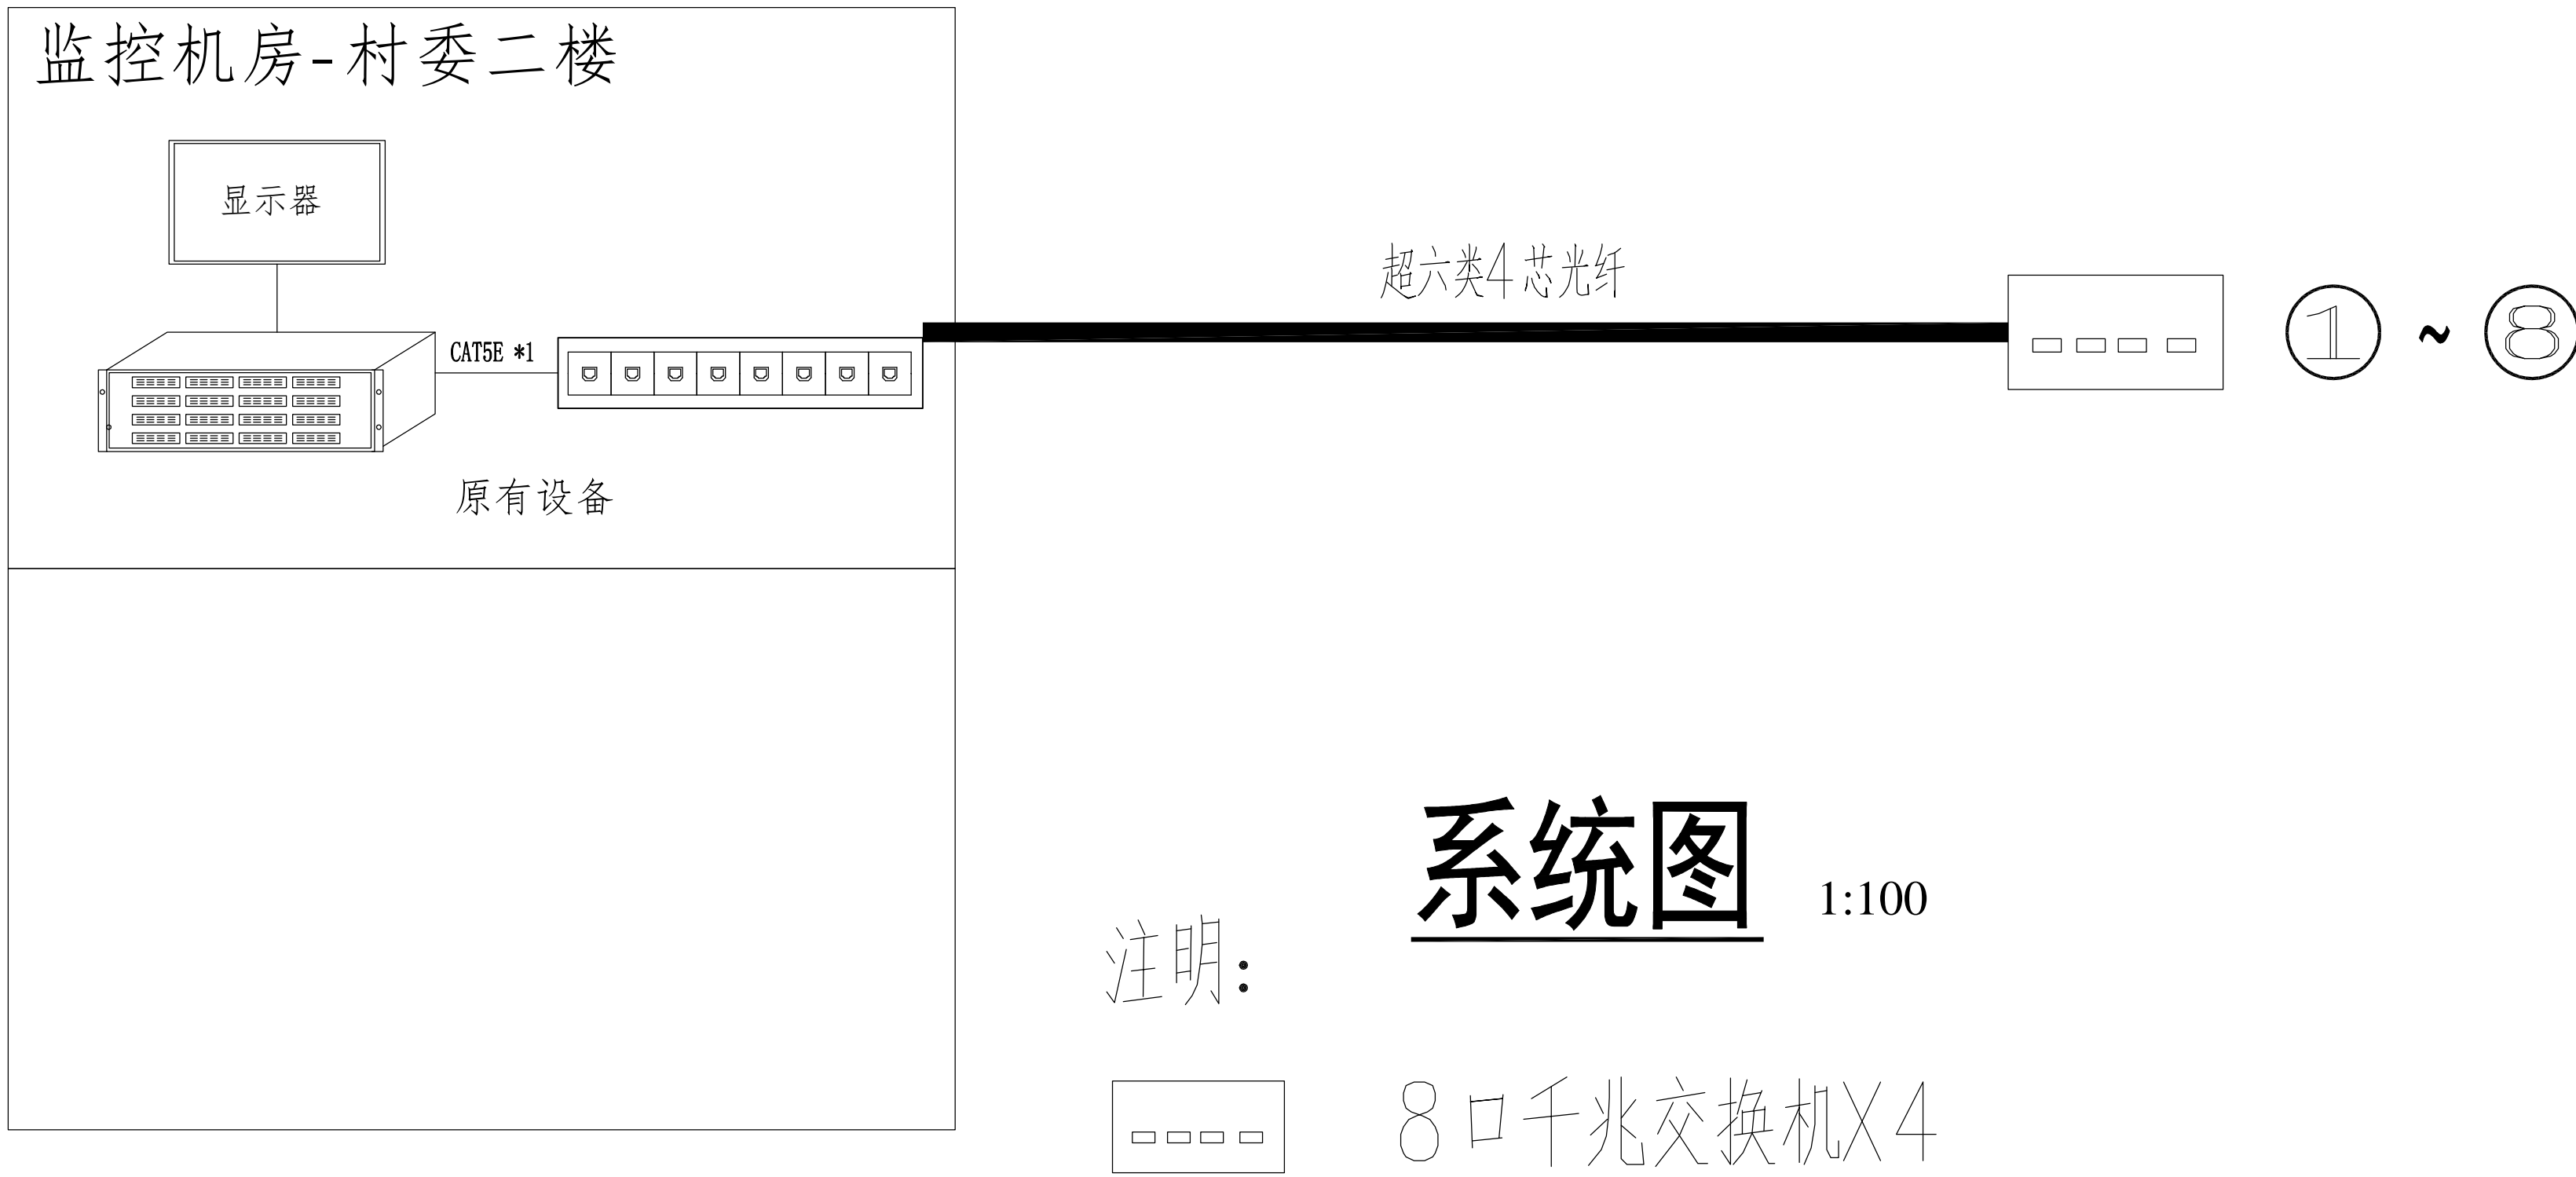 监控机房-村委二楼
显示器
超六类4芯光纤
1 ~ 8
CAT5E *1
原有设备
系统图 1:100
注明:
8口千兆交换机X4